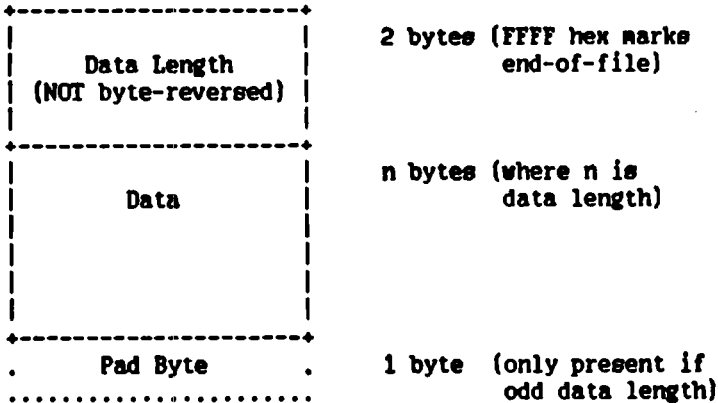 2 bytes (FFFF hex marks
Data Length end-of-file)
(NOT byte-reversed)
n bytes (where n is
Data data length)
Pad Byte 1 byte (only present if
odd data length)